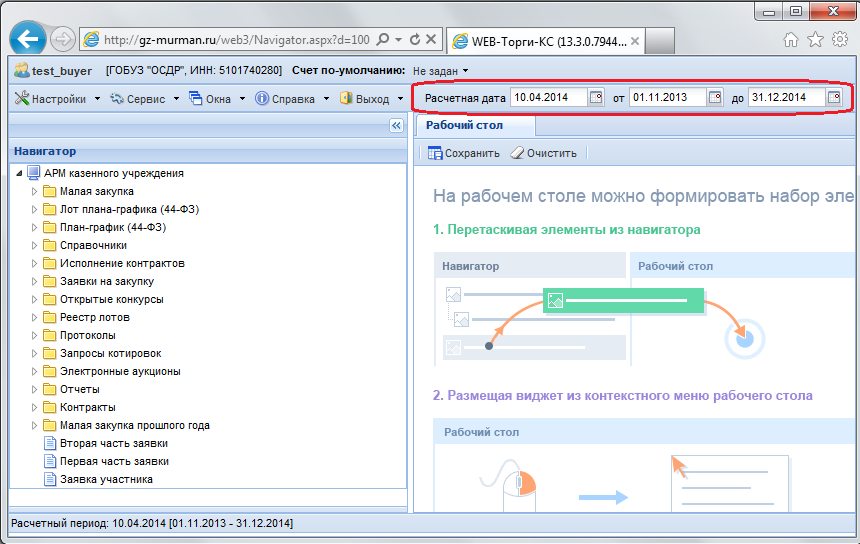 http://gz-murman.ru/web3/Navigator.aspx?d=100
WEB-Торги-КС (13.3.0.7944...
test_buyer [ГОБУЗ "ОСДР", ИНН: 5101740280] Счет по-умолчанию: Не задан
Настройки Сервис Окна Справка Выход Расчетная дата 10.04.2014 от 01.11.2013 до 31.12.2014
Рабочий стол
Навигатор
Сохранить Очистить
АРМ казенного учреждения
Малая закупка
Лот плана-графика (44-ФЗ)
План-график (44-ФЗ)
Справочники
Исполнение контрактов
Заявки на закупку
Открытые конкурсы
Реестр лотов
Протоколы
Запросы котировок
Электронные аукционы
Отчеты
Контракты
Малая закупка прошлого года
Вторая часть заявки
Первая часть заявки
Заявка участника
На рабочем столе можно формировать набор эле
1. Перетаскивая элементы из навигатора
Навигатор Рабочий стол
2. Размещая виджет из контекстного меню рабочего стола
Рабочий стол
Расчетный период: 10.04.2014 [01.11.2013 - 31.12.2014]